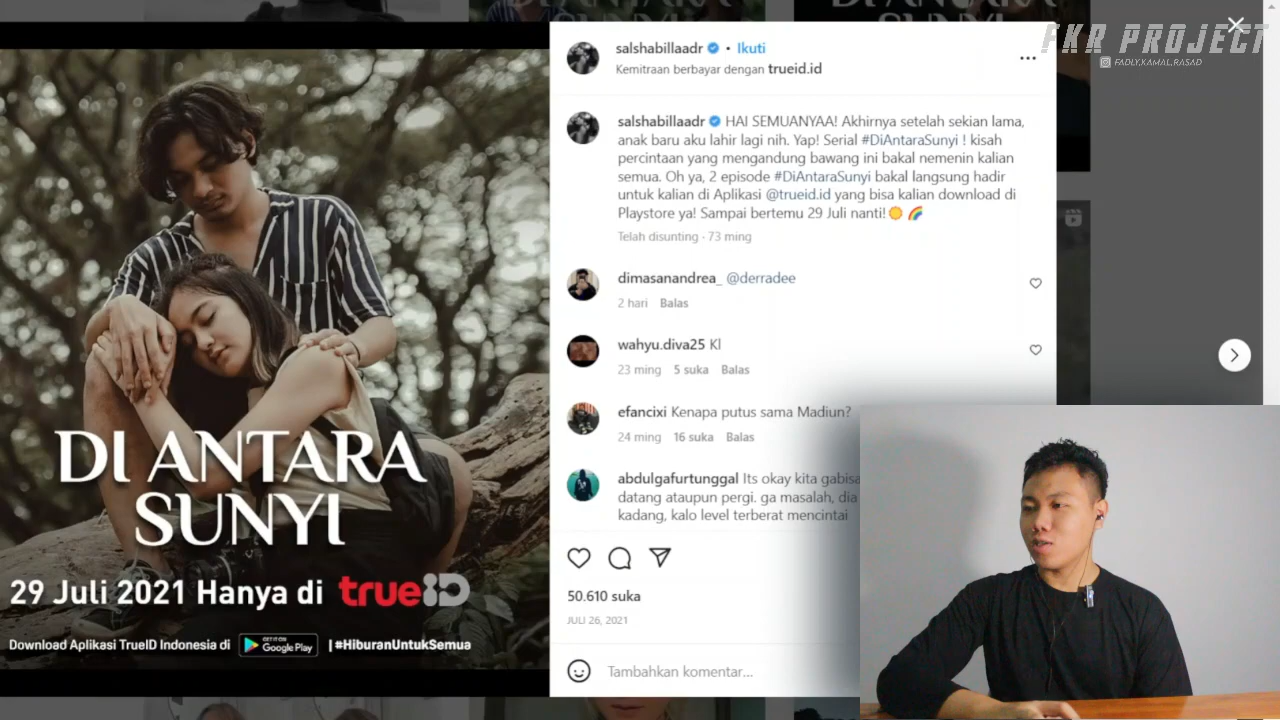 DI ANTARA
SUNYI
29 Juli 2021 Hanya di trueID
Download Aplikasi TrueID Indonesia di GET IT ON Google Play | #HiburanUntukSemua
salshabillaadr • Ikuti
Kemitraan berbayar dengan trueid.id
salshabillaadr HAI SEMUANYAA! Akhirnya setelah sekian lama,
anak baru aku lahir lagi nih. Yap! Serial #DiAntaraSunyi ! kisah
percintaan yang mengandung bawang ini bakal nemenin kalian
semua. Oh ya, 2 episode #DiAntaraSunyi bakal langsung hadir
untuk kalian di Aplikasi @trueid.id yang bisa kalian download di
Playstore ya! Sampai bertemu 29 Juli nanti!☀️ 🌈
Telah disunting · 73 ming
dimasanandrea_ @derradee
2 hari Balas
wahyu.diva25 Kl
23 ming 5 suka Balas
efancixi Kenapa putus sama Madiun?
24 ming 16 suka Balas
abdulgafurtunggal Its okay kita gabisa
datang ataupun pergi. ga masalah, dia
kadang, kalo level terberat mencintai
50.610 suka
JULI 26, 2021
Tambahkan komentar...
FKR PROJECT
FADLY.KAMAL.RASAD